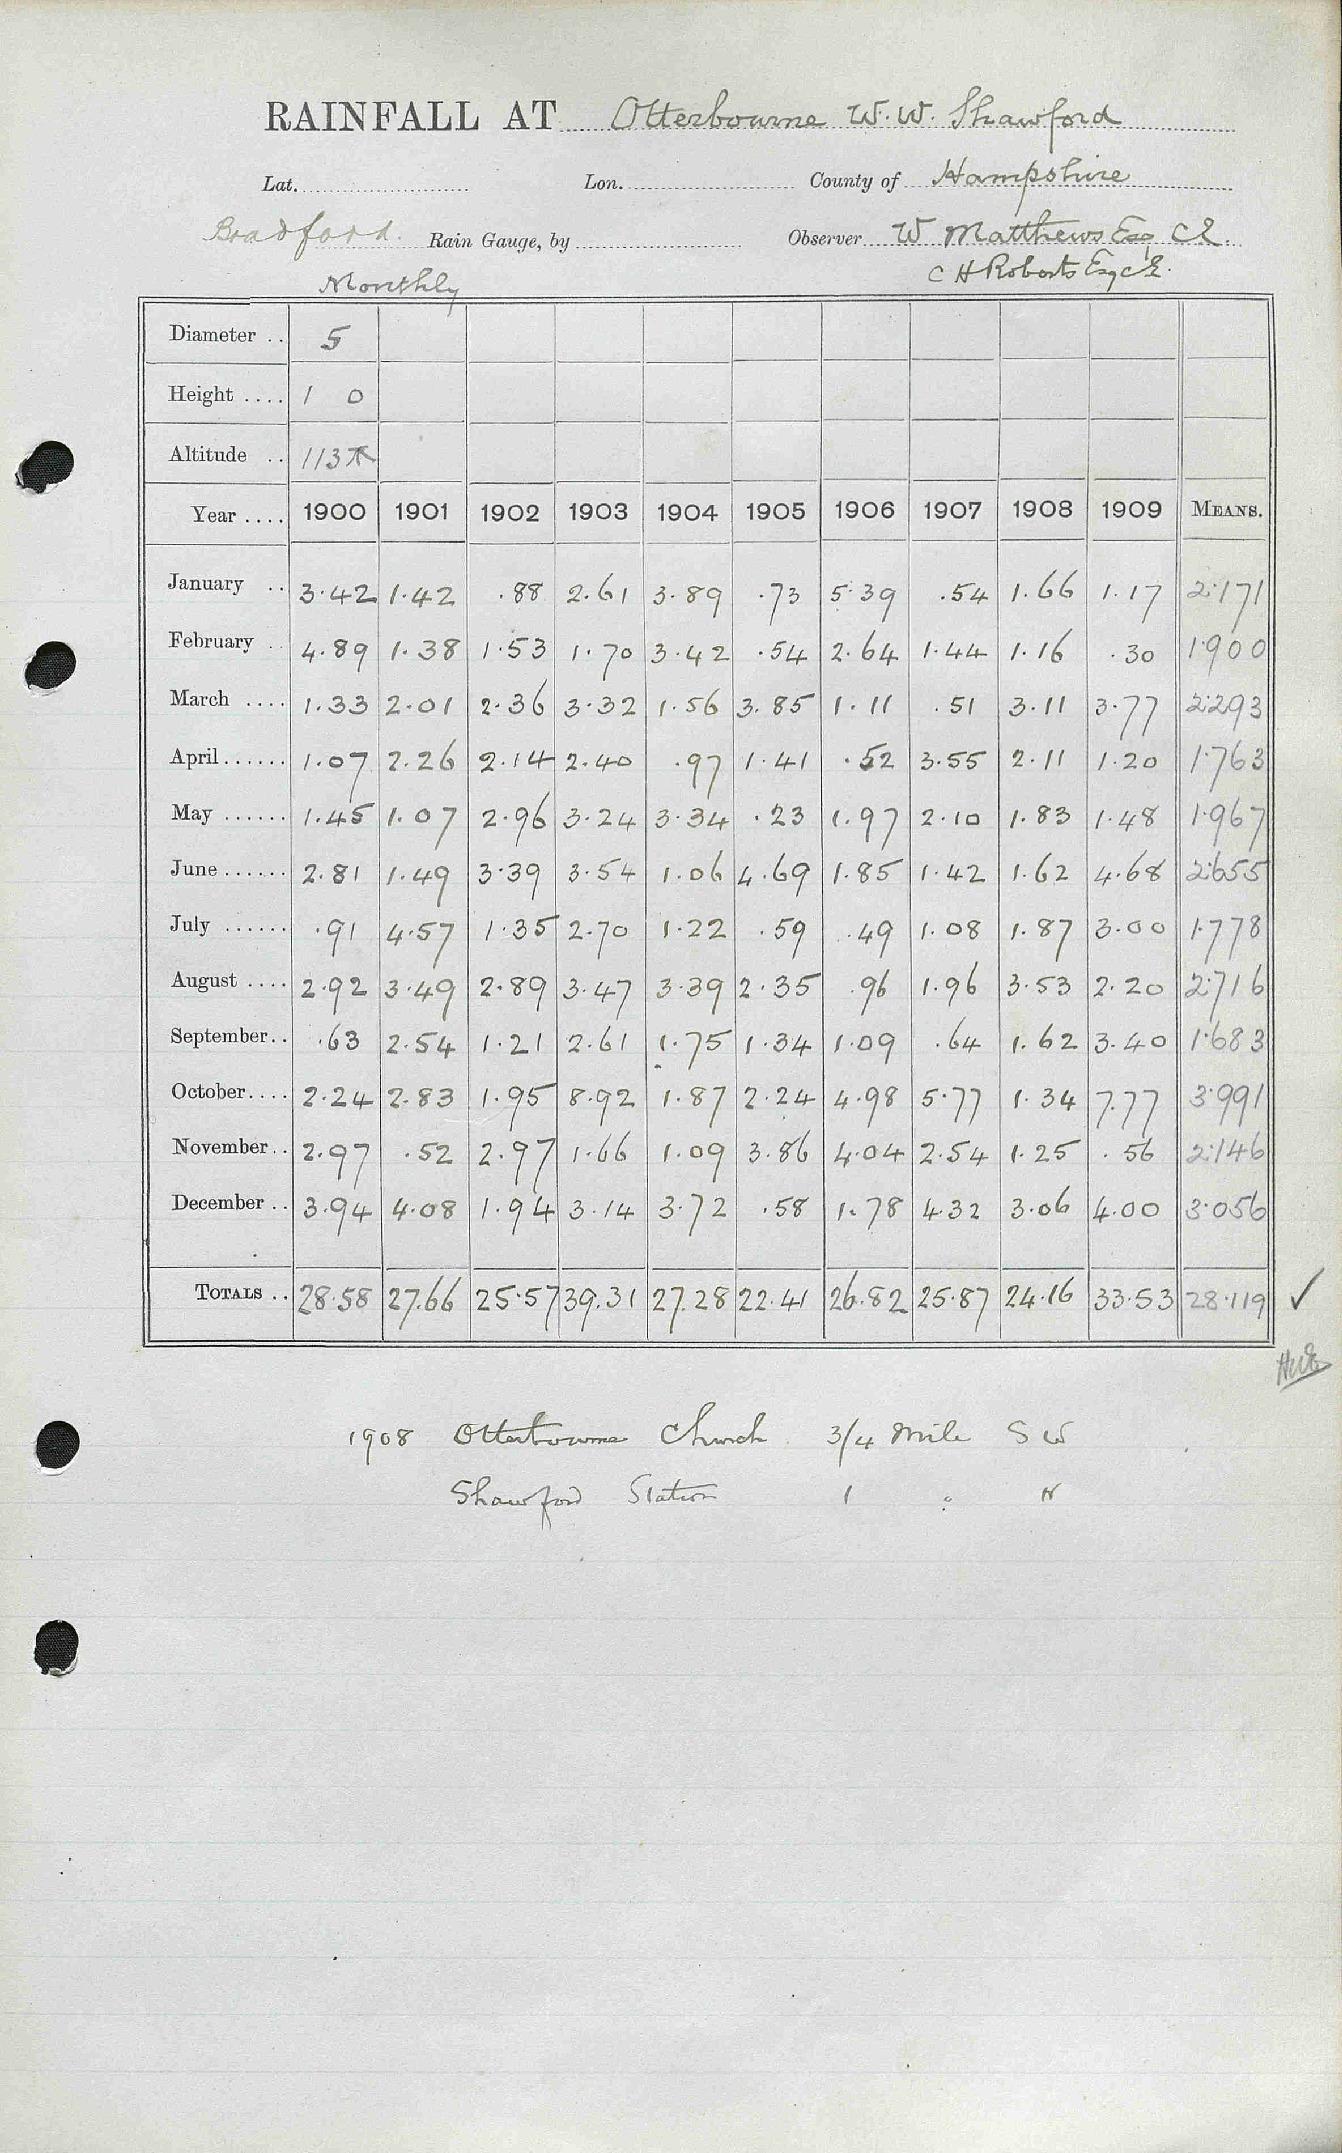 RAINFALL AT Otterbourne W.W. Shawford
Lat. Lon. County of Hampshire
Bradford Rain Gauge, by Observer W Matthews Esq CE.
Monthly C H Roberts Esq CE.
Diameter .. 5
Height .... 1 0
Altitude .. 113
Year .... 1900 1901 1902 1903 1904 1905 1906 1907 1908 1909 MEANS.
January .. 3.42 1.42 .88 2.61 3.89 .73 5.39 .54 1.66 1.17 2.171
February .. 4.89 1.38 1.53 1.70 3.42 .54 2.64 1.44 1.16 .30 1.900
March .... 1.33 2.01 2.36 3.32 1.56 3.85 1.11 .51 3.11 3.77 2.293
April...... 1.07 2.26 2.14 2.40 .97 1.41 .52 3.55 2.11 1.20 1.763
May ...... 1.45 1.07 2.96 3.24 3.34 .23 1.97 2.10 1.83 1.48 1.967
June...... 2.81 1.49 3.39 3.54 1.06 4.69 1.85 1.42 1.62 4.68 2.655
July ...... .91 4.57 1.35 2.70 1.22 .59 .49 1.08 1.87 3.00 1.778
August .... 2.92 3.49 2.89 3.47 3.39 2.35 .96 1.96 3.53 2.20 2.716
September.. .63 2.54 1.21 2.61 1.75 1.34 1.09 .64 1.62 3.40 1.683
October.... 2.24 2.83 1.95 8.92 1.87 2.24 4.98 5.77 1.34 7.77 3.991
November.. 2.97 .52 2.97 1.66 1.09 3.86 4.04 2.54 1.25 .56 2.146
December .. 3.94 4.08 1.94 3.14 3.72 .58 1.78 4.32 3.06 4.00 3.056
TOTALS .. 28.58 27.66 25.57 39.31 27.28 22.41 26.82 25.87 24.16 33.53 28.119 ✓
1908 Otterbourne Church 3/4 Mile SW
Shawford Station 1 " N